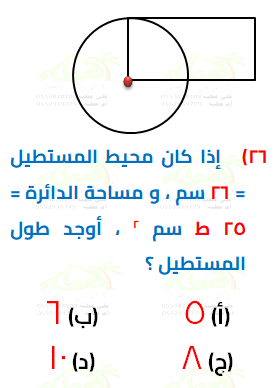 ٢٦) إذا كان محيط المستطيل
= ٢٦ سم ، و مساحة الدائرة =
٢٥ ط سم ٢ ، أوجد طول
المستطيل ؟
(أ) ٥ (ب) ٦
(ج) ٨ (د) ١٠